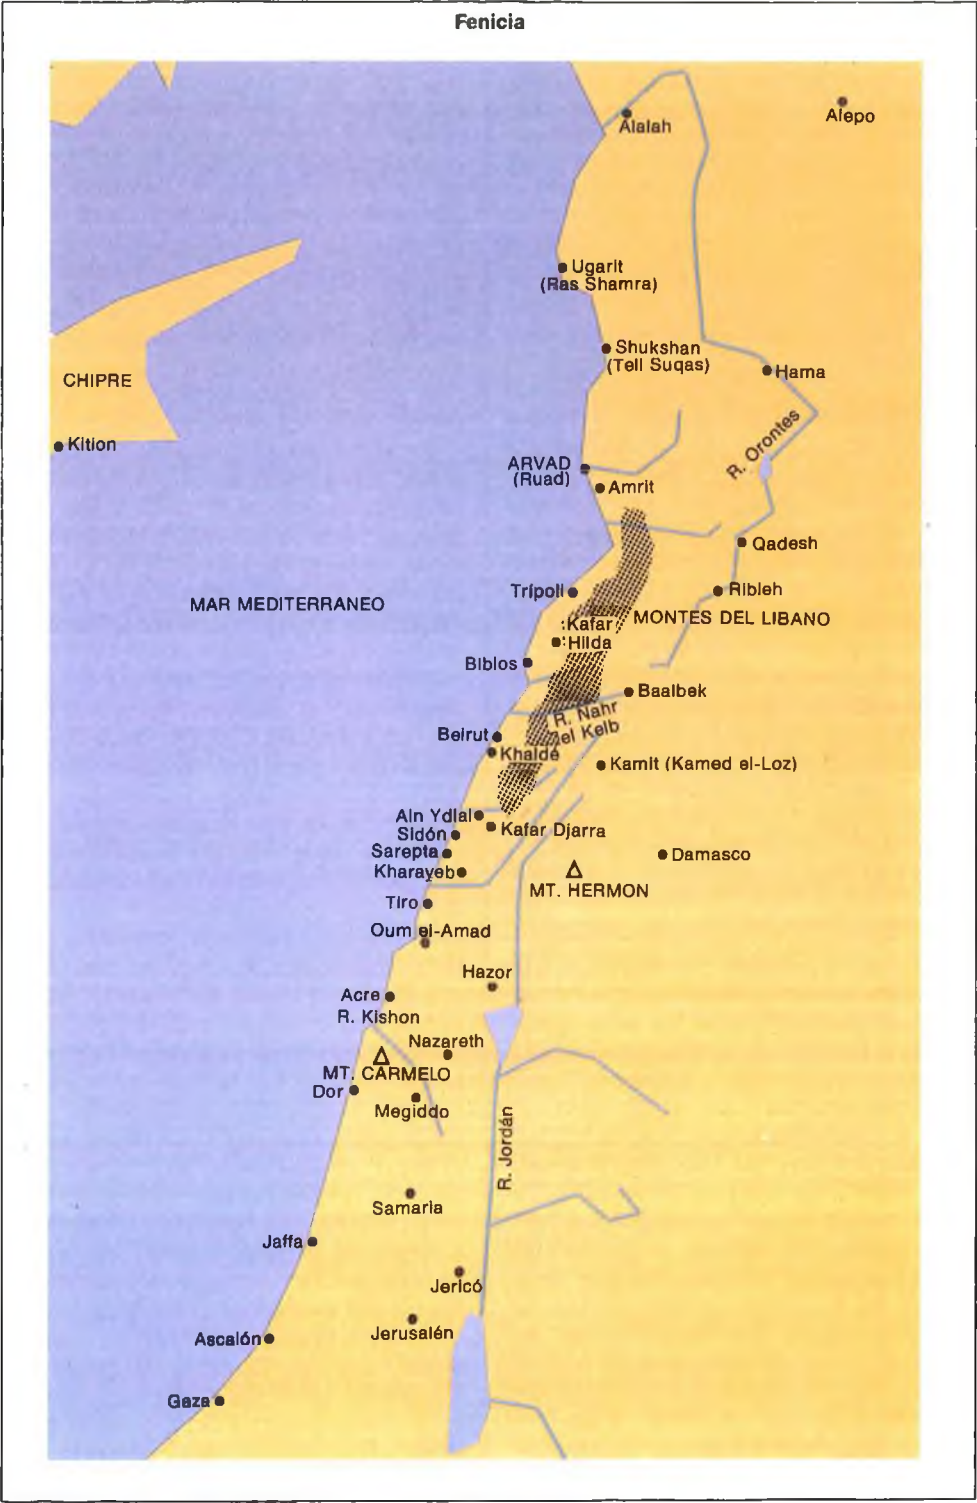 Fenicia
Alepo
Alalah
Ugarit
(Ras Shamra)
Shukshan
(Tell Suqas)
Hama
CHIPRE
Kition
R. Orontes
ARVAD
(Ruad)
Amrit
Qadesh
Trípoli
Ribleh
MAR MEDITERRANEO
MONTES DEL LIBANO
Kafar
Hilda
Biblos
Baalbek
R. Nahr
el Kelb
Beirut
Khaldé
Kamit (Kamed el-Loz)
Ain Ydlal
Kafar Djarra
Sidón
Sarepta
Damasco
Kharayeb
MT. HERMON
Tiro
Oum el-Amad
Hazor
Acre
R. Kishon
Nazareth
MT. CARMELO
Dor
Megiddo
R. Jordán
Samaria
Jaffa
Jericó
Jerusalén
Ascalón
Gaza